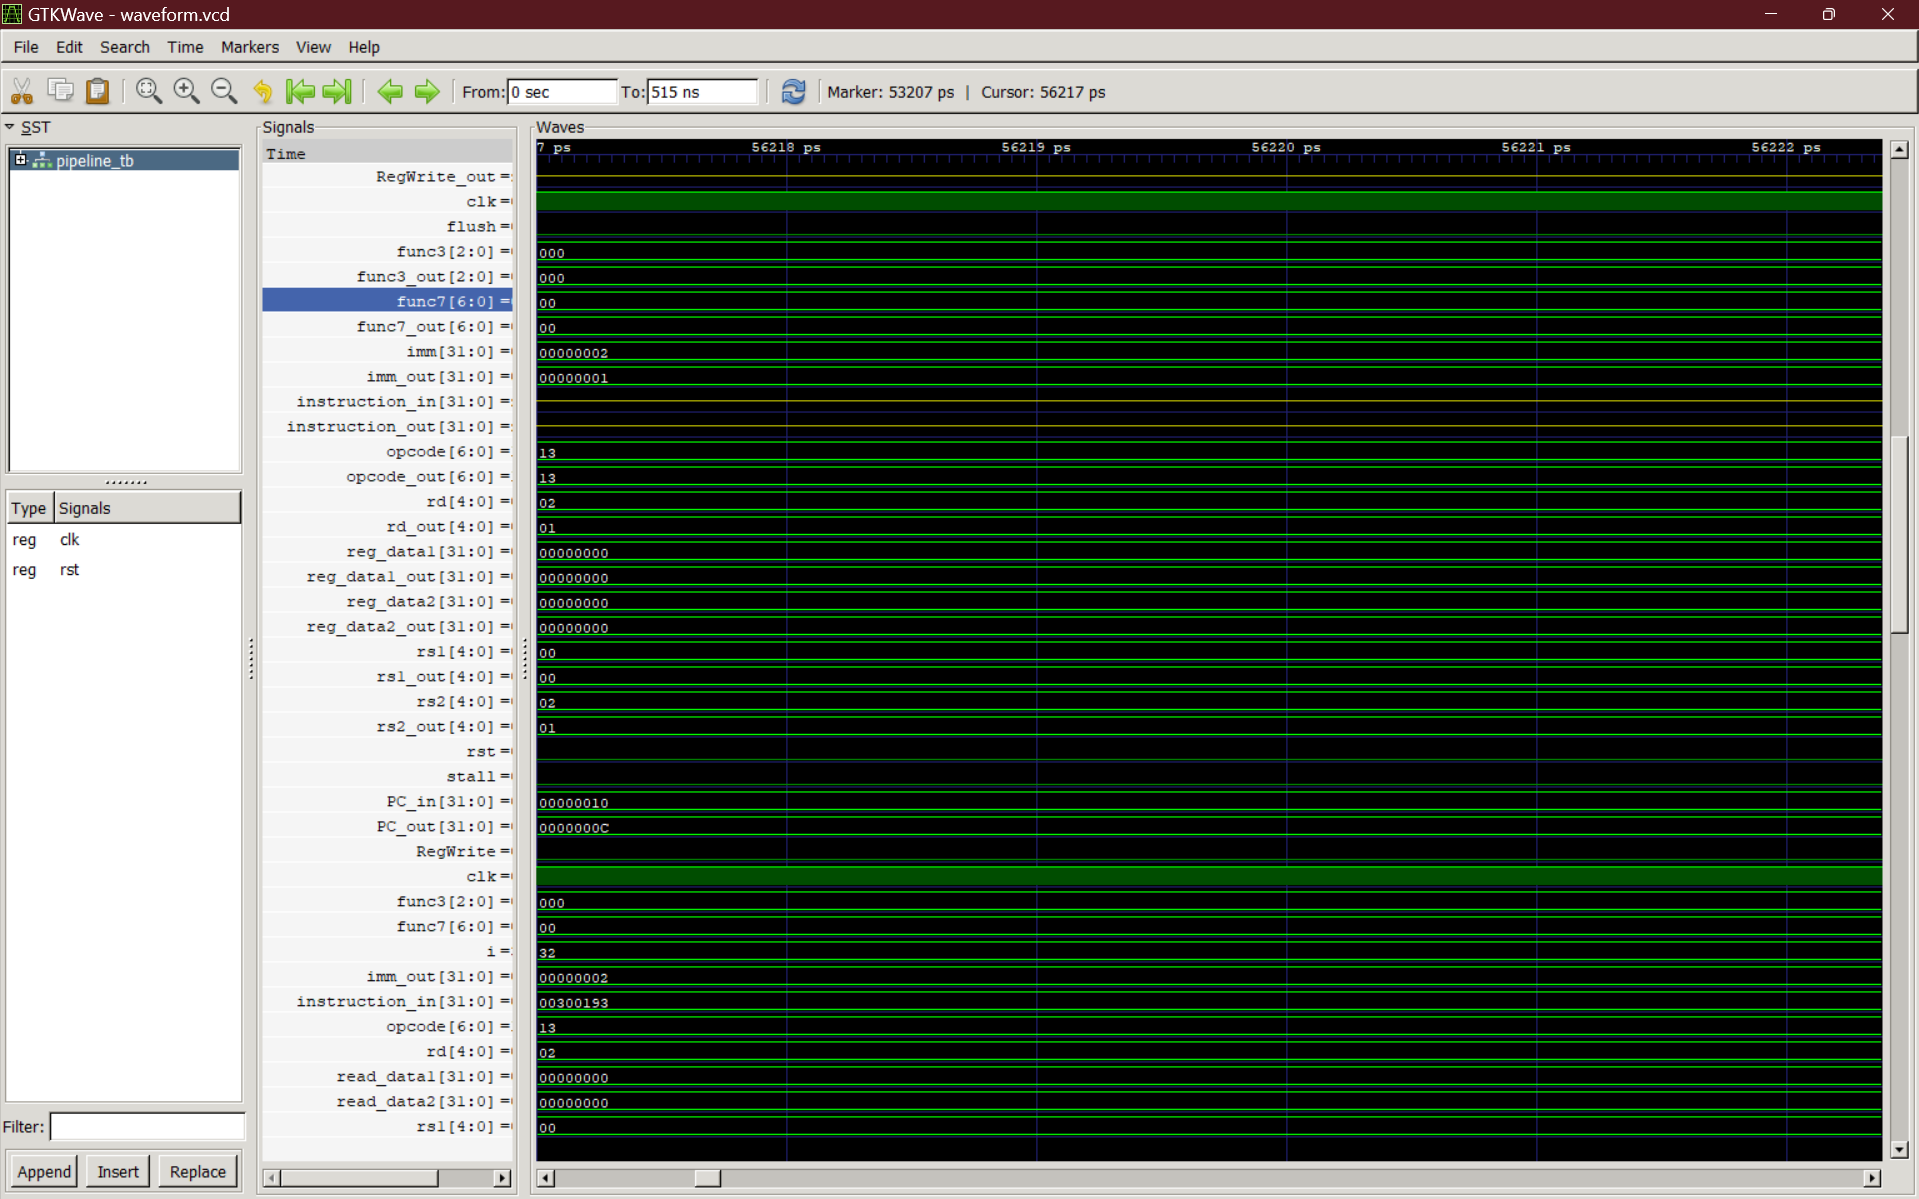 GTKWave - waveform.vcd
File Edit Search Time Markers View Help
From: 0 sec To: 515 ns Marker: 53207 ps | Cursor: 56217 ps
SST
pipeline_tb
Type Signals
reg clk
reg rst
Filter:
Append Insert Replace
Signals
Time
RegWrite_out =
clk =
flush =
func3[2:0] =
func3_out[2:0] =
func7[6:0] =
func7_out[6:0] =
imm[31:0] =
imm_out[31:0] =
instruction_in[31:0] =
instruction_out[31:0] =
opcode[6:0] =
opcode_out[6:0] =
rd[4:0] =
rd_out[4:0] =
reg_data1[31:0] =
reg_data1_out[31:0] =
reg_data2[31:0] =
reg_data2_out[31:0] =
rs1[4:0] =
rs1_out[4:0] =
rs2[4:0] =
rs2_out[4:0] =
rst =
stall =
PC_in[31:0] =
PC_out[31:0] =
RegWrite =
clk =
func3[2:0] =
func7[6:0] =
i =
imm_out[31:0] =
instruction_in[31:0] =
opcode[6:0] =
rd[4:0] =
read_data1[31:0] =
read_data2[31:0] =
rs1[4:0] =
Waves
7 ps 56218 ps 56219 ps 56220 ps 56221 ps 56222 ps
000
000
00
00
00000002
00000001
13
13
02
01
00000000
00000000
00000000
00000000
00
00
02
01
00000010
0000000C
000
00
32
00000002
00300193
13
02
00000000
00000000
00